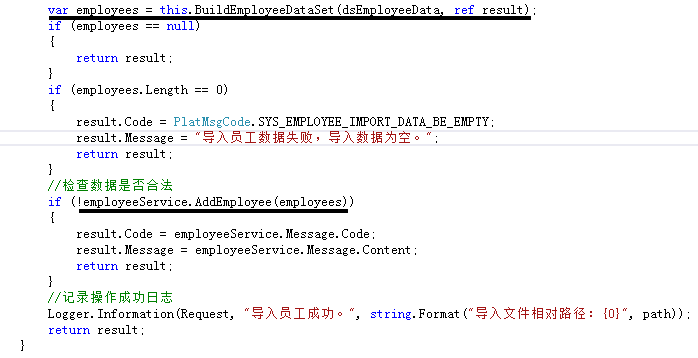 var employees = this.BuildEmployeeDataSet(dsEmployeeData, ref result);
if (employees == null)
{
return result;
}
if (employees.Length == 0)
{
result.Code = PlatMsgCode.SYS_EMPLOYEE_IMPORT_DATA_BE_EMPTY;
result.Message = "导入员工数据失败，导入数据为空。";
return result;
}
//检查数据是否合法
if (!employeeService.AddEmployee(employees))
{
result.Code = employeeService.Message.Code;
result.Message = employeeService.Message.Content;
return result;
}
//记录操作成功日志
Logger.Information(Request, "导入员工成功。", string.Format("导入文件相对路径：{0}", path));
return result;
}